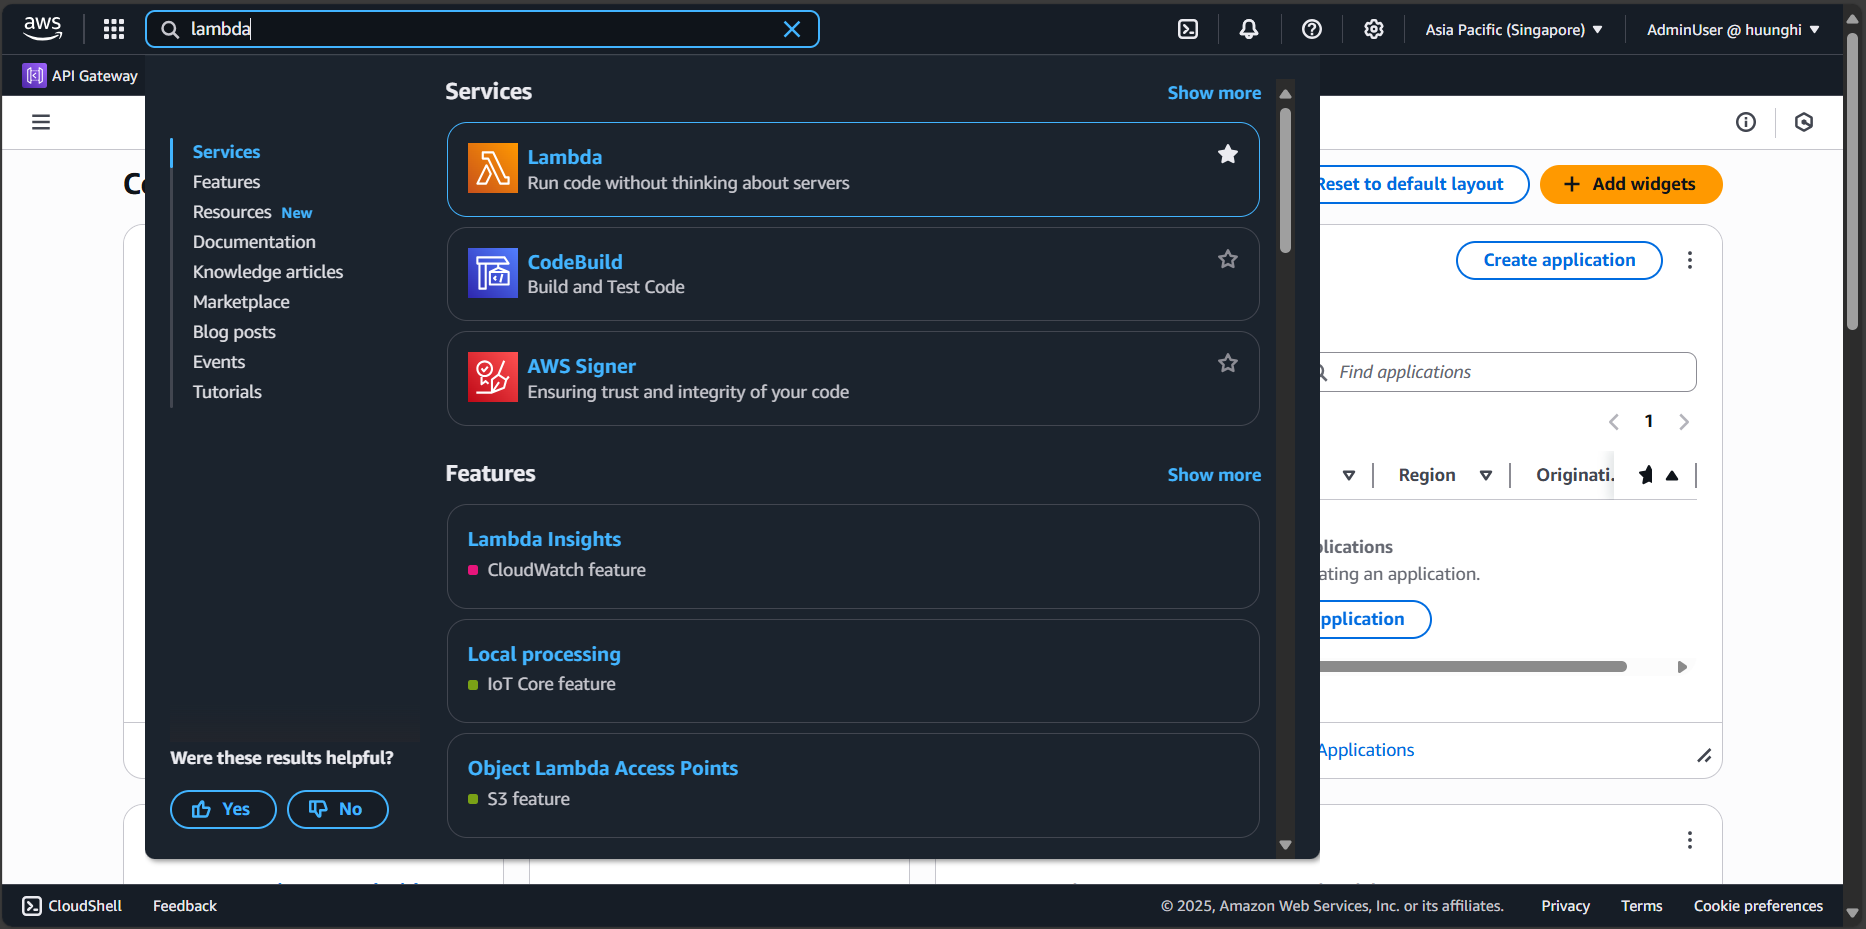 aws
lambda
Asia Pacific (Singapore)
AdminUser @ huunghi
API Gateway
Services
Show more
Services
Features
Resources New
Documentation
Knowledge articles
Marketplace
Blog posts
Events
Tutorials
Lambda
Run code without thinking about servers
CodeBuild
Build and Test Code
AWS Signer
Ensuring trust and integrity of your code
Features
Show more
Lambda Insights
CloudWatch feature
Local processing
IoT Core feature
Object Lambda Access Points
S3 feature
Were these results helpful?
Yes
No
Reset to default layout
+ Add widgets
Create application
Find applications
1
Region
Originati.
plications
ating an application.
pplication
Applications
CloudShell
Feedback
© 2025, Amazon Web Services, Inc. or its affiliates.
Privacy
Terms
Cookie preferences